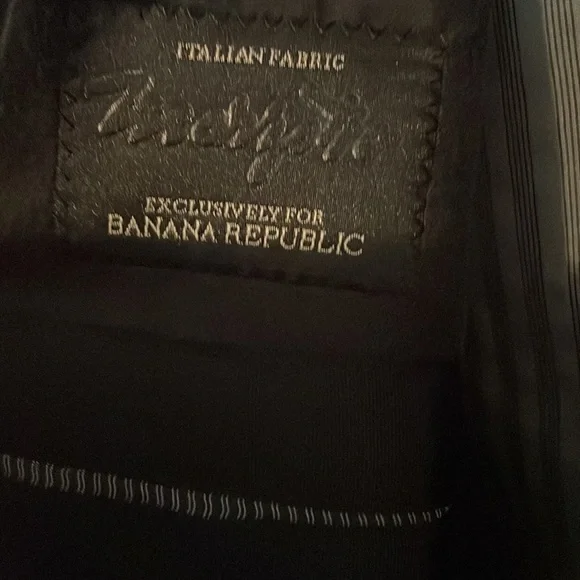 ITALIAN FABRIC
EXCLUSIVELY FOR
BANANA REPUBLIC